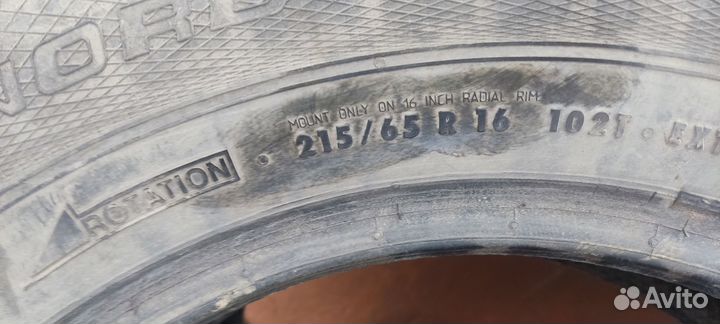 NORD
MOUNT ONLY ON 16 INCH RADIAL RIM
215/65 R 16 102T
ROTATION
Avito